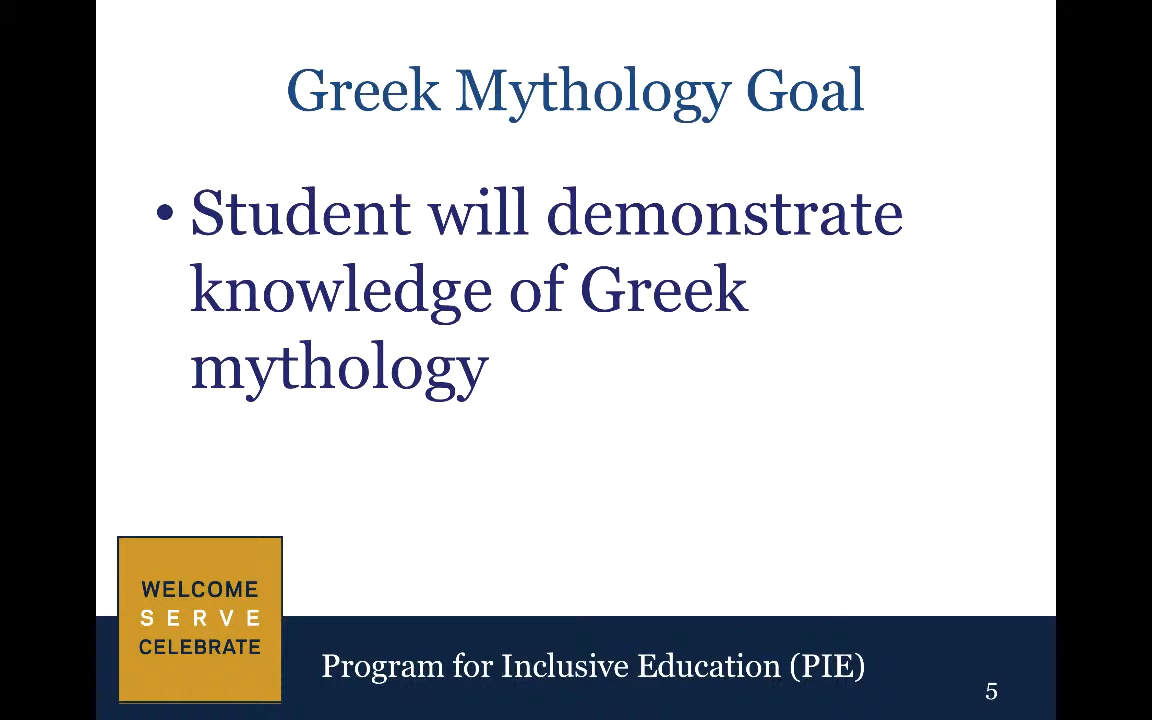 Greek Mythology Goal
• Student will demonstrate
knowledge of Greek
mythology
WELCOME
SERVE
CELEBRATE
Program for Inclusive Education (PIE)
5